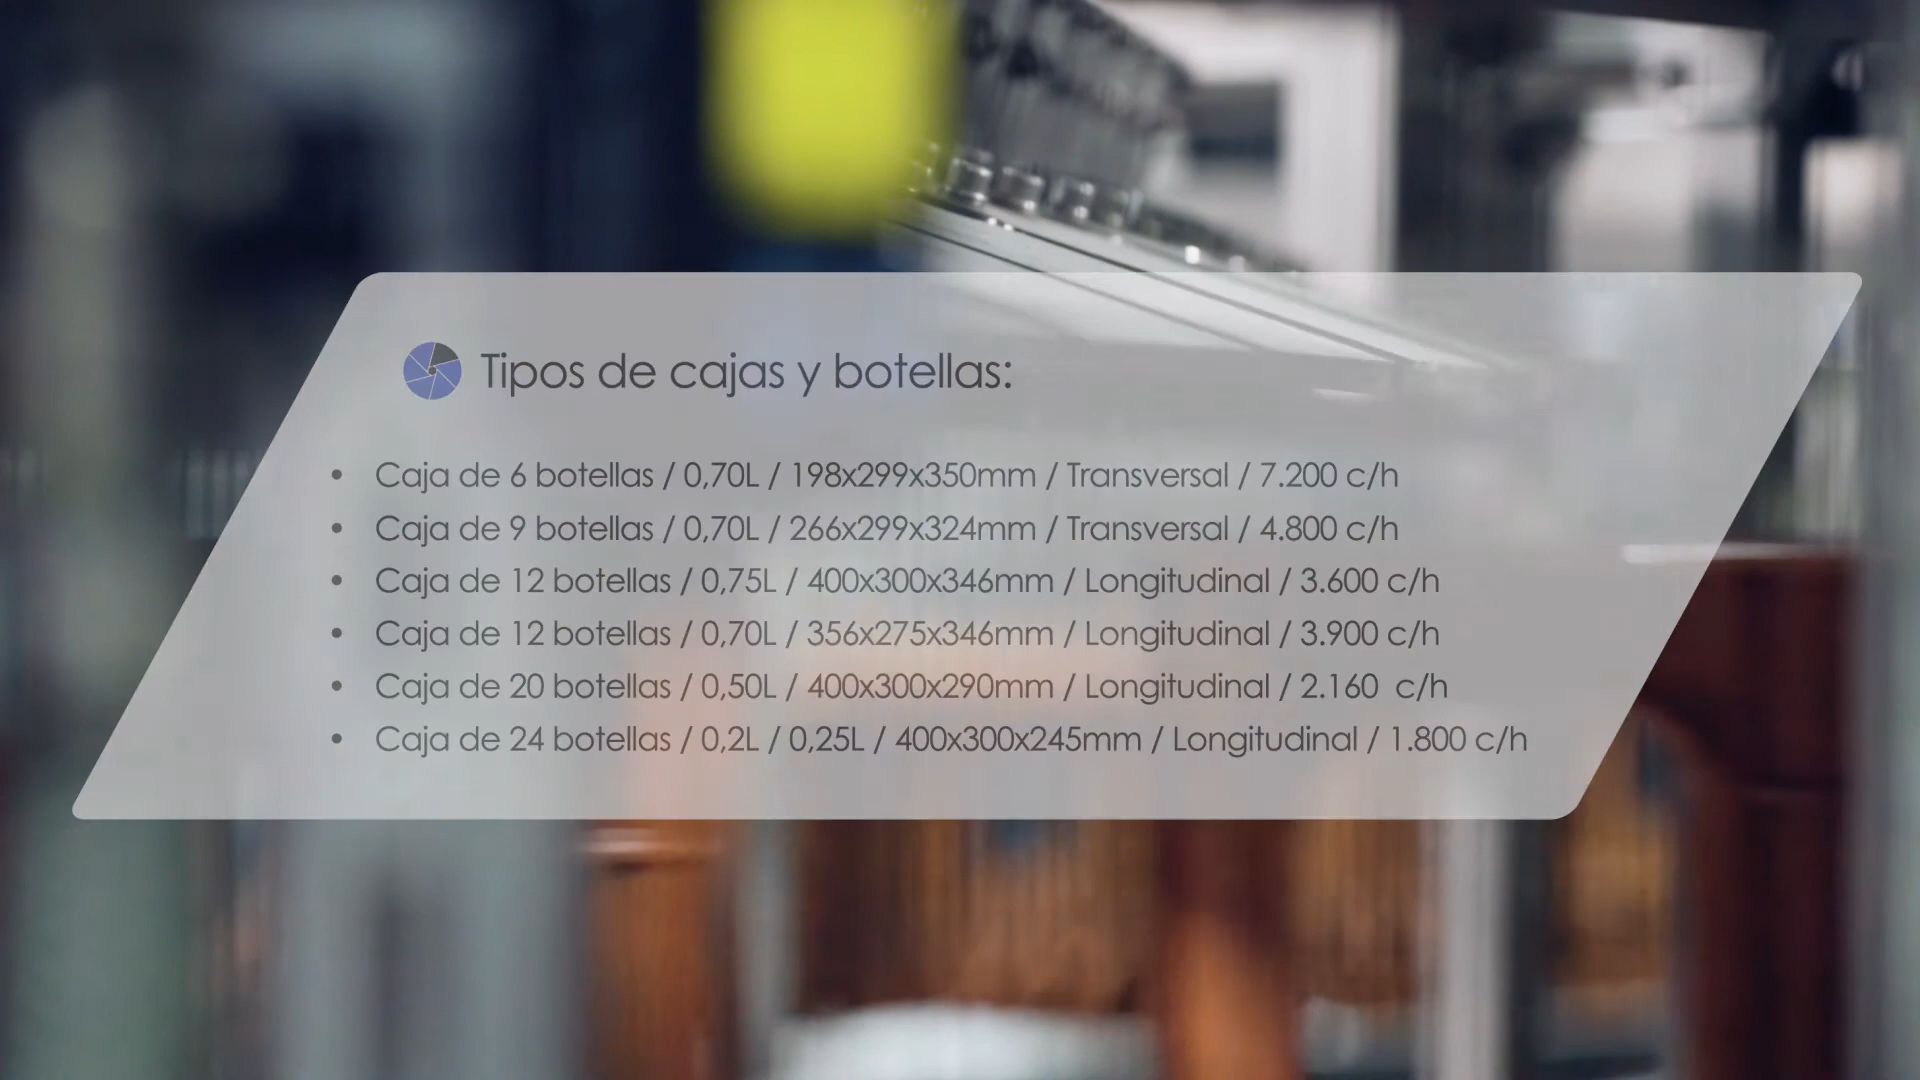 Tipos de cajas y botellas:
• Caja de 6 botellas / 0,70L / 198x299x350mm / Transversal / 7.200 c/h
• Caja de 9 botellas / 0,70L / 266x299x324mm / Transversal / 4.800 c/h
• Caja de 12 botellas / 0,75L / 400x300x346mm / Longitudinal / 3.600 c/h
• Caja de 12 botellas / 0,70L / 356x275x346mm / Longitudinal / 3.900 c/h
• Caja de 20 botellas / 0,50L / 400x300x290mm / Longitudinal / 2.160  c/h
• Caja de 24 botellas / 0,2L / 0,25L / 400x300x245mm / Longitudinal / 1.800 c/h